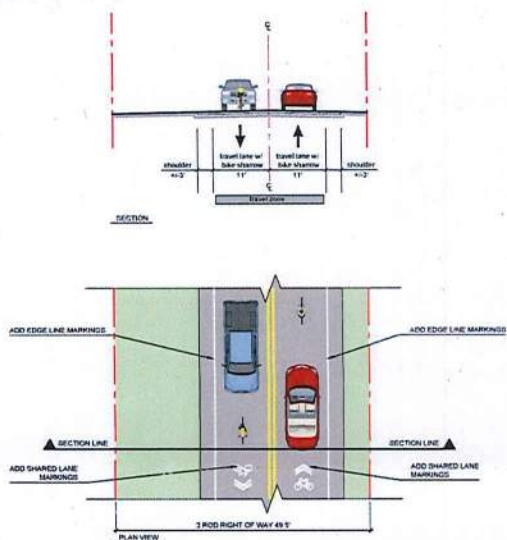 ℄
shoulder
travel lane w/
bike sharrow
travel lane w/
bike sharrow
shoulder
+/-3'
11'
11'
+/-3'
℄
travel zone
SECTION
ADD EDGE LINE MARKINGS
ADD EDGE LINE MARKINGS
SECTION LINE
SECTION LINE
ADD SHARED LANE
MARKINGS
ADD SHARED LANE
MARKINGS
3 ROD RIGHT OF WAY 49.5'
PLAN VIEW